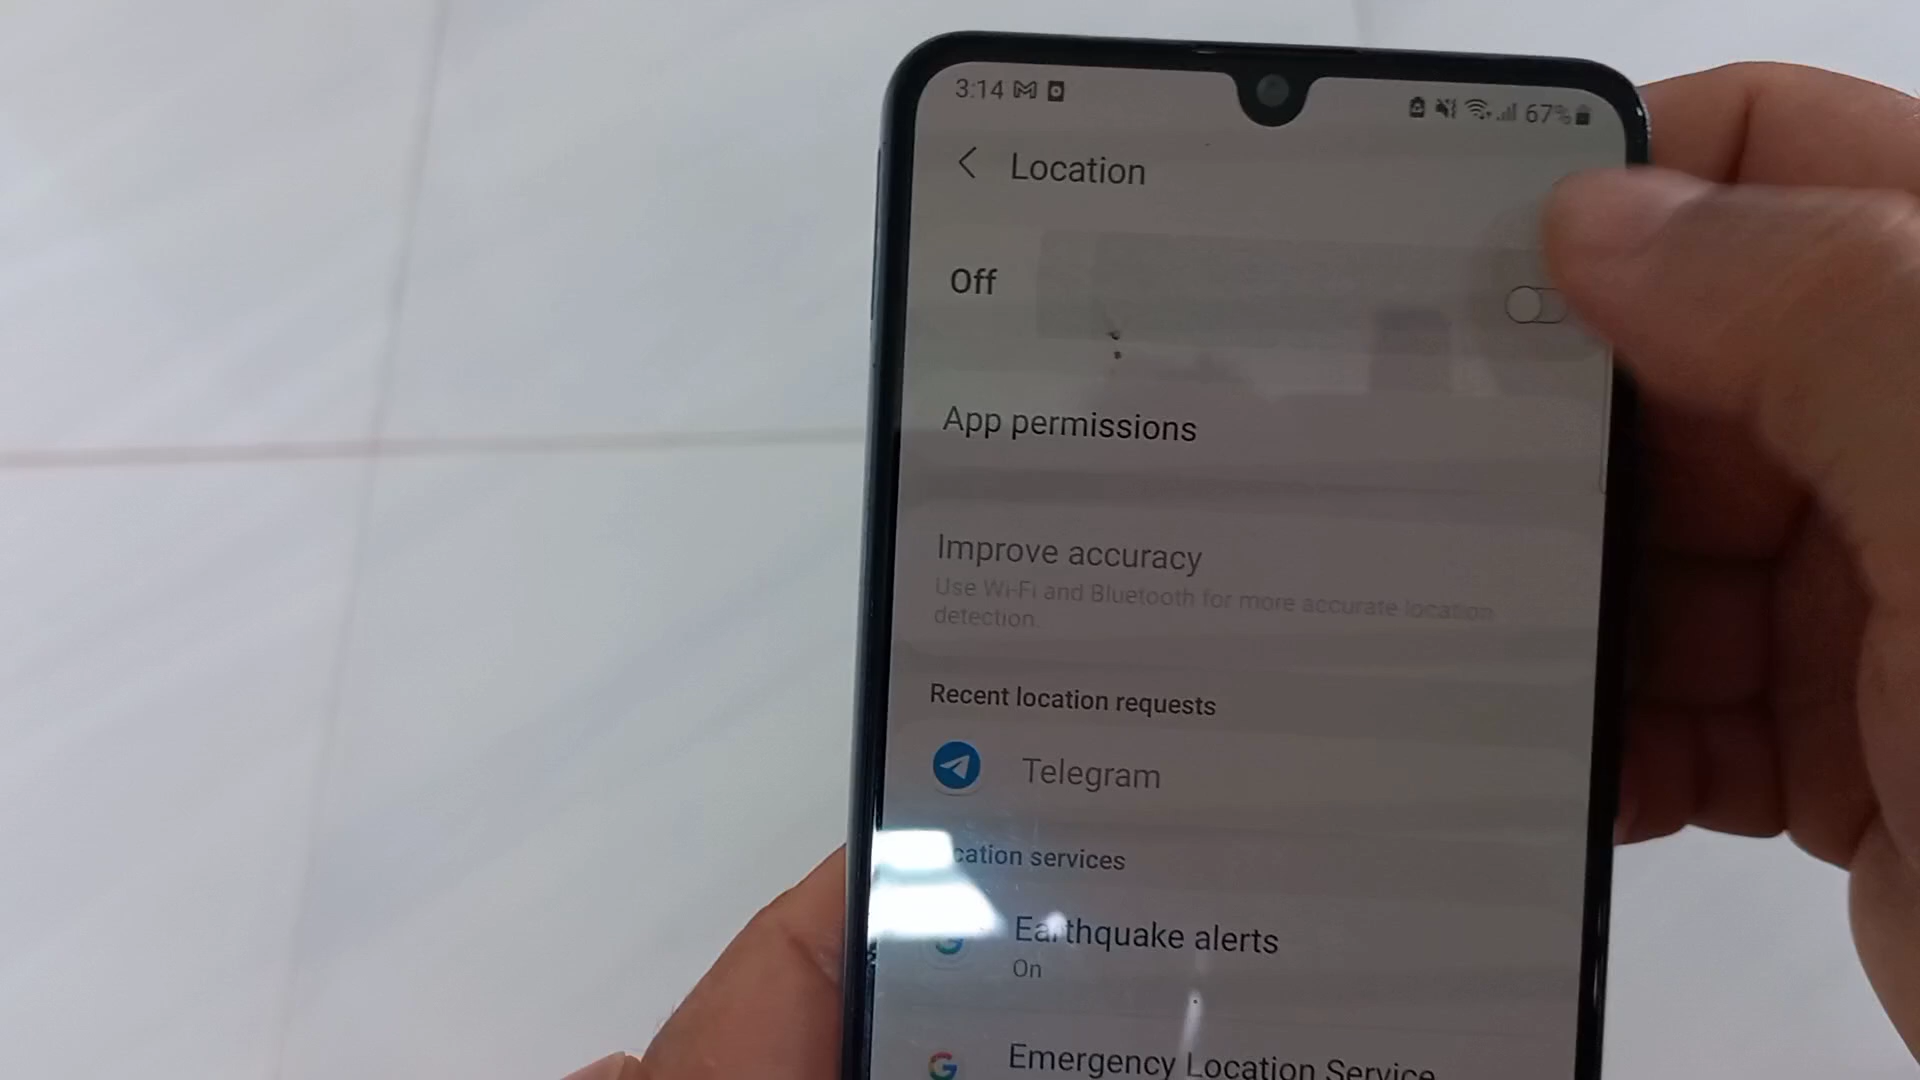 3:14 67%
Location
Off
App permissions
Improve accuracy
Use Wi-Fi and Bluetooth for more accurate location
detection.
Recent location requests
Telegram
cation services
Earthquake alerts
On
Emergency Location Service